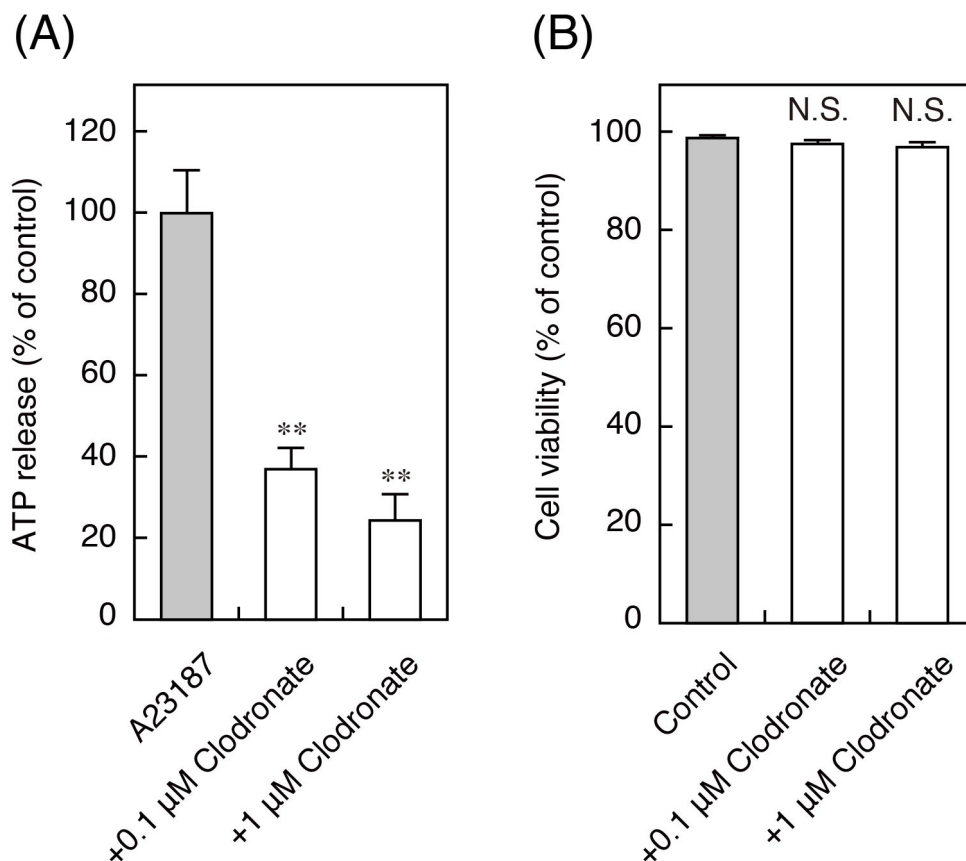 (A)
ATP release (% of control)
120
100
80
60
40
20
0
**
**
A23187
+0.1 µM Clodronate
+1 µM Clodronate
(B)
Cell viability (% of control)
100
80
60
40
20
0
N.S.
N.S.
Control
+0.1 µM Clodronate
+1 µM Clodronate